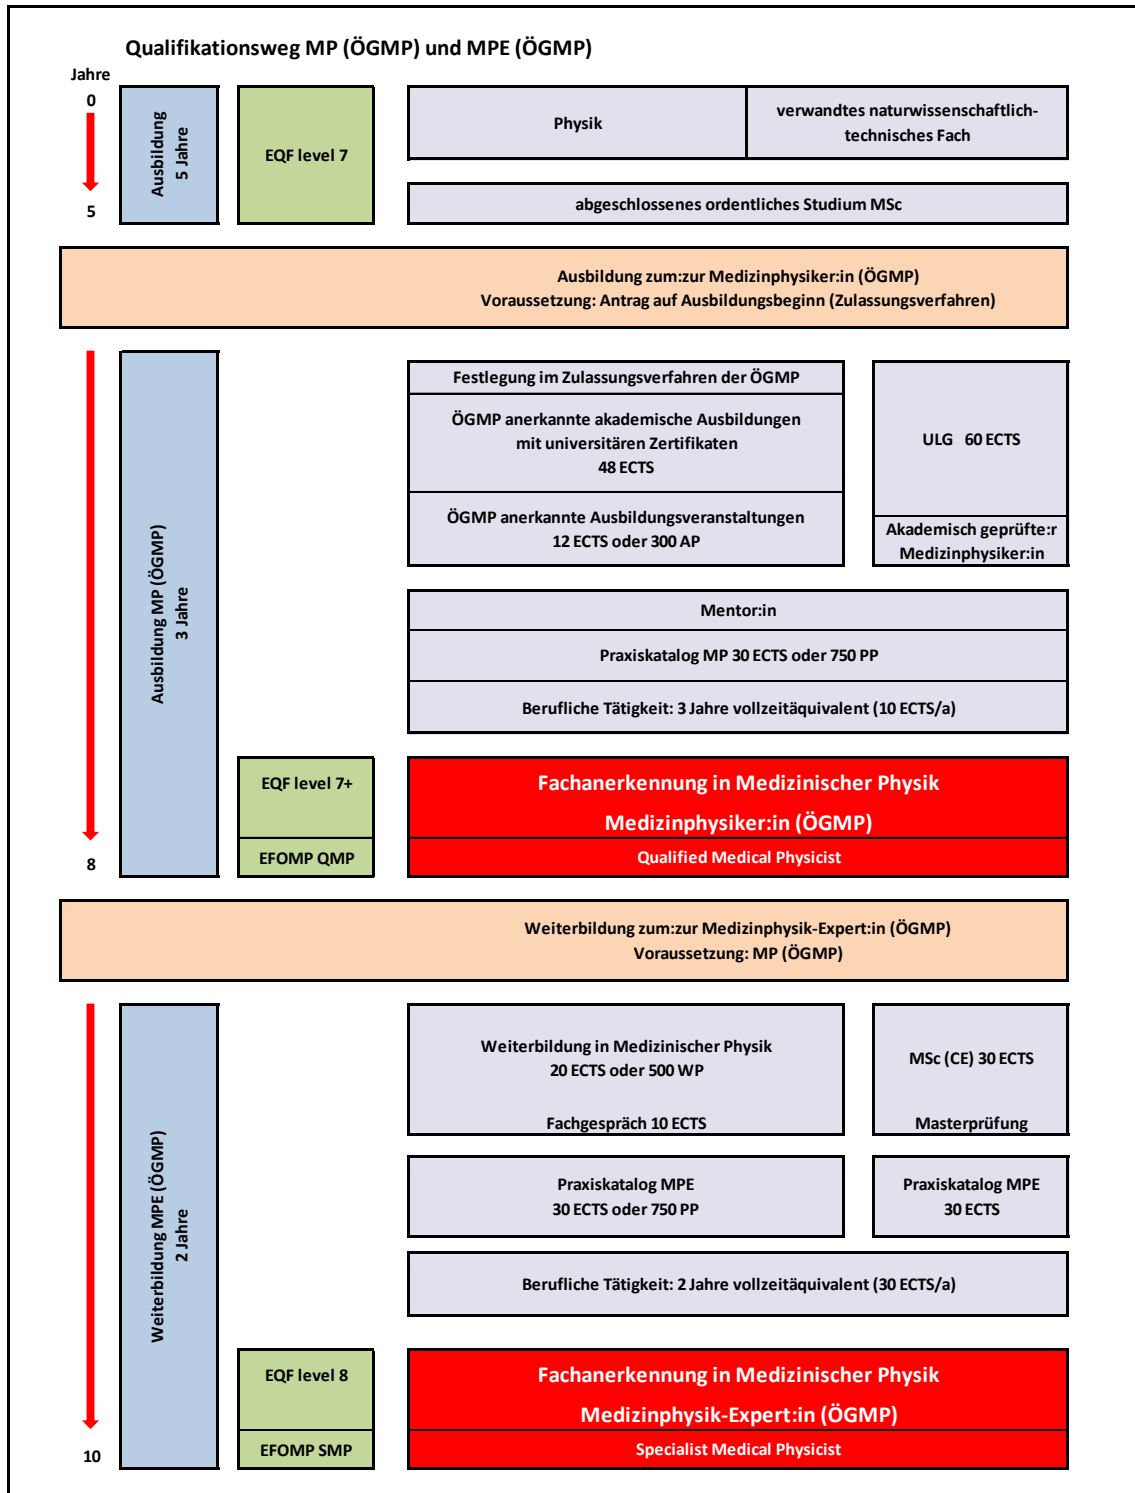 Qualifikationsweg MP (ÖGMP) und MPE (ÖGMP)
Jahre
0
Ausbildung
5 Jahre
EQF level 7
Physik
verwandtes naturwissenschaftlich-
technisches Fach
5
abgeschlossenes ordentliches Studium MSc
Ausbildung zum:zur Medizinphysiker:in (ÖGMP)
Voraussetzung: Antrag auf Ausbildungsbeginn (Zulassungsverfahren)
Ausbildung MP (ÖGMP)
3 Jahre
Festlegung im Zulassungsverfahren der ÖGMP
ÖGMP anerkannte akademische Ausbildungen
mit universitären Zertifikaten
48 ECTS
ÖGMP anerkannte Ausbildungsveranstaltungen
12 ECTS oder 300 AP
ULG 60 ECTS
Akademisch geprüfte:r
Medizinphysiker:in
Mentor:in
Praxiskatalog MP 30 ECTS oder 750 PP
Berufliche Tätigkeit: 3 Jahre vollzeitäquivalent (10 ECTS/a)
EQF level 7+
Fachanerkennung in Medizinischer Physik
Medizinphysiker:in (ÖGMP)
8
EFOMP QMP
Qualified Medical Physicist
Weiterbildung zum:zur Medizinphysik-Expert:in (ÖGMP)
Voraussetzung: MP (ÖGMP)
Weiterbildung MPE (ÖGMP)
2 Jahre
Weiterbildung in Medizinischer Physik
20 ECTS oder 500 WP
Fachgespräch 10 ECTS
MSc (CE) 30 ECTS
Masterprüfung
Praxiskatalog MPE
30 ECTS oder 750 PP
Praxiskatalog MPE
30 ECTS
Berufliche Tätigkeit: 2 Jahre vollzeitäquivalent (30 ECTS/a)
EQF level 8
Fachanerkennung in Medizinischer Physik
Medizinphysik-Expert:in (ÖGMP)
10
EFOMP SMP
Specialist Medical Physicist